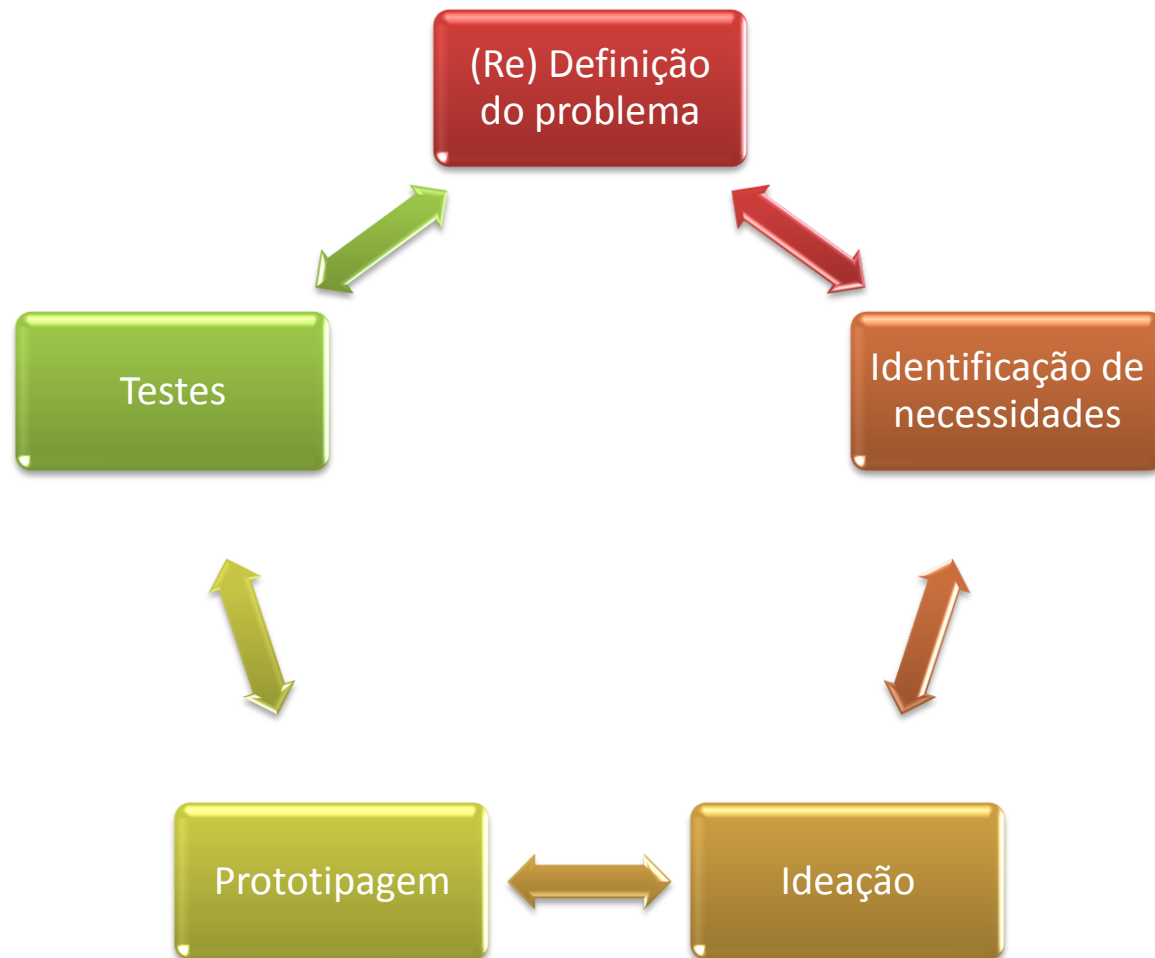 (Re) Definição
do problema
Testes
Identificação de
necessidades
Prototipagem
Ideação